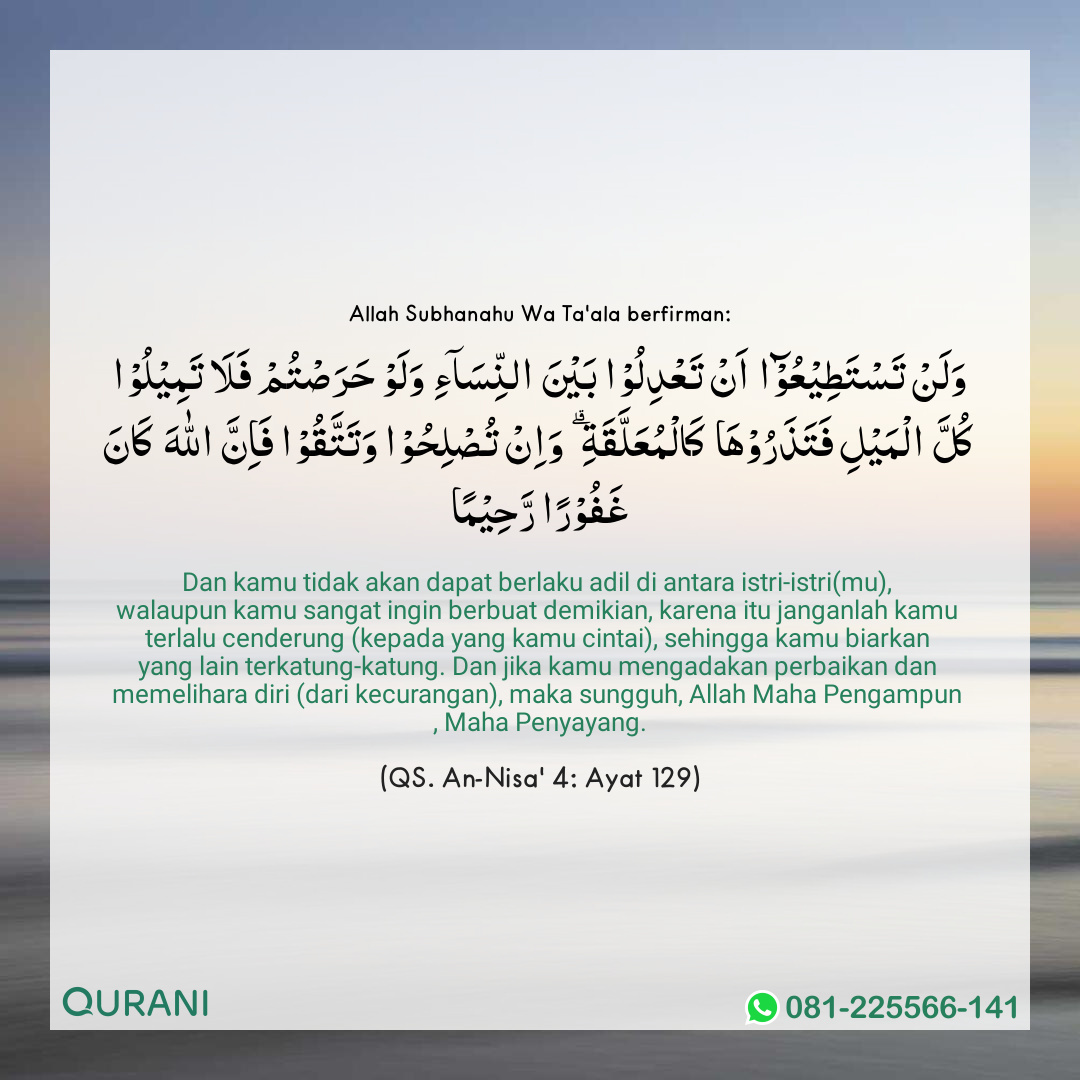 Allah Subhanahu Wa Ta'ala berfirman:
وَلَنْ تَسْتَطِيْعُوْٓا اَنْ تَعْدِلُوْا بَيْنَ النِّسَآءِ وَلَوْ حَرَصْتُمْ فَلَا تَمِيْلُوْا
كُلَّ الْمَيْلِ فَتَذَرُوْهَا كَالْمُعَلَّقَةِ ۗ وَاِنْ تُصْلِحُوْا وَتَتَّقُوْا فَاِنَّ اللّٰهَ كَانَ
غَفُوْرًا رَّحِيْمًا
Dan kamu tidak akan dapat berlaku adil di antara istri-istri(mu),
walaupun kamu sangat ingin berbuat demikian, karena itu janganlah kamu
terlalu cenderung (kepada yang kamu cintai), sehingga kamu biarkan
yang lain terkatung-katung. Dan jika kamu mengadakan perbaikan dan
memelihara diri (dari kecurangan), maka sungguh, Allah Maha Pengampun
, Maha Penyayang.
(QS. An-Nisa' 4: Ayat 129)
QURANI
081-225566-141